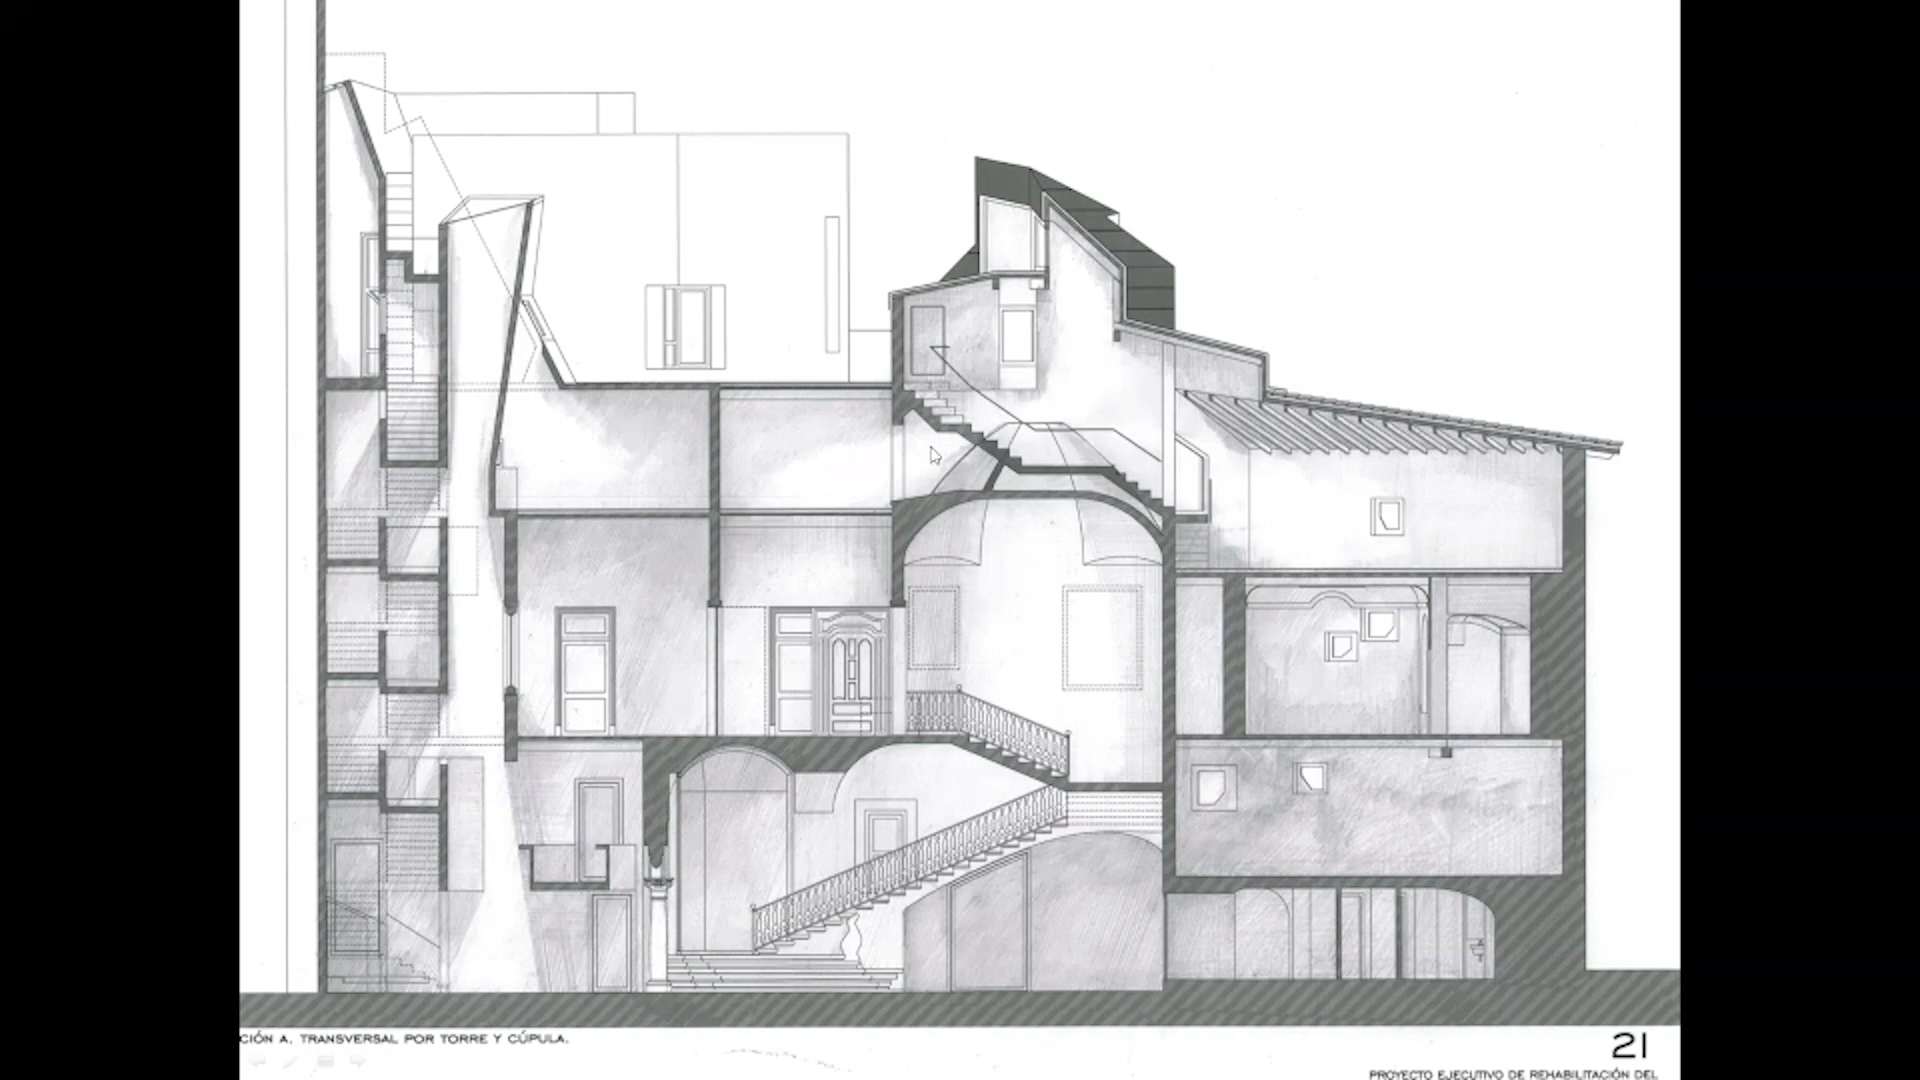 CIÓN A. TRANSVERSAL POR TORRE Y CÚPULA.
21
PROYECTO EJECUTIVO DE REHABILITACIÓN DEL